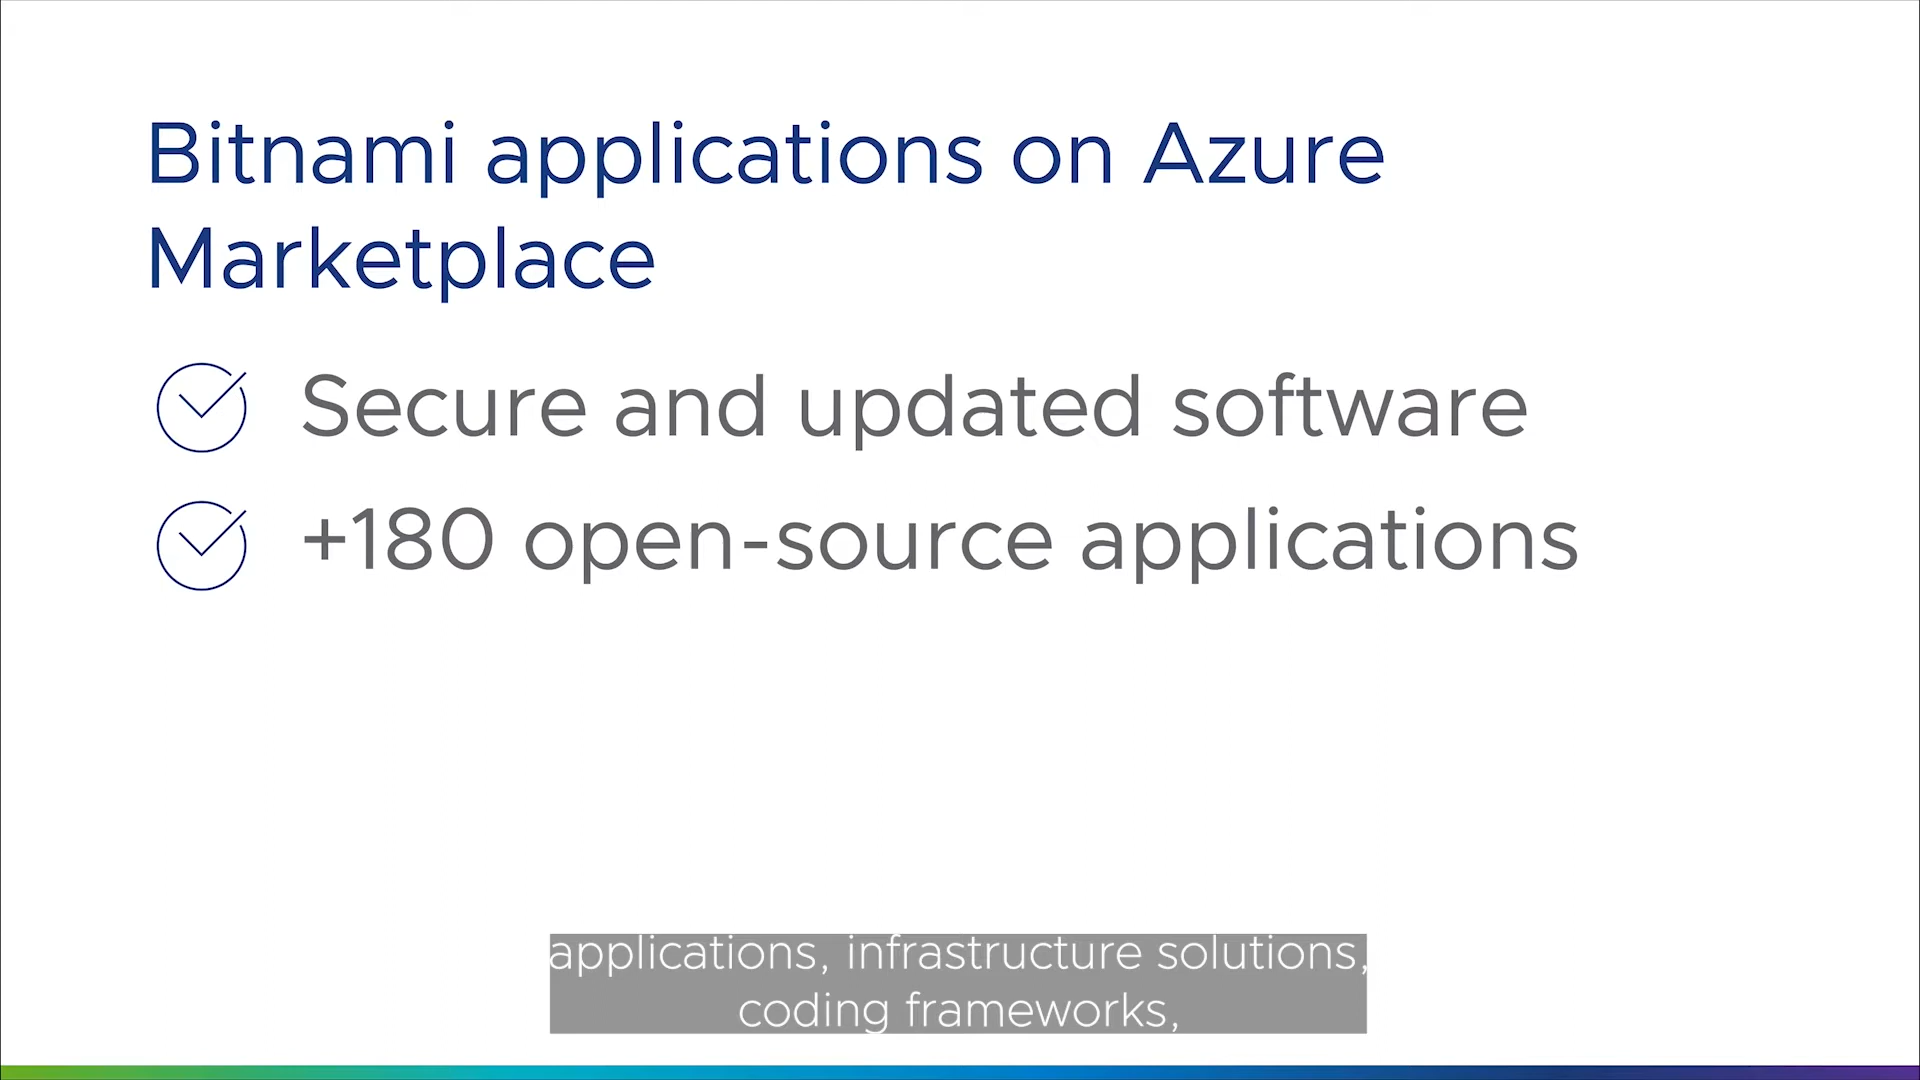 Bitnami applications on Azure
Marketplace
Secure and updated software
+180 open-source applications
applications, infrastructure solutions,
coding frameworks,